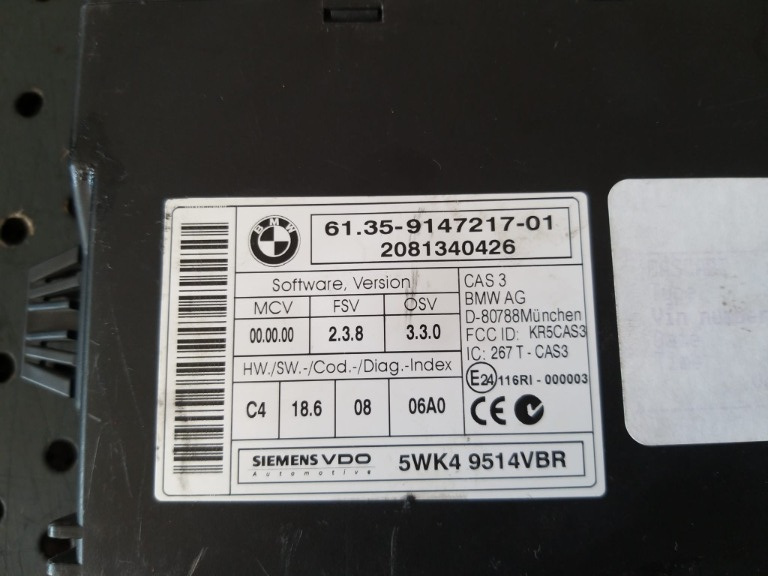 BMW
61.35-9147217-01
2081340426
Software, Version
MCV FSV OSV
00.00.00 2.3.8 3.3.0
HW./SW.-/Cod.-/Diag.-Index
C4 18.6 08 06A0
CAS 3
BMW AG
D-80788München
FCC ID: KR5CAS3
IC: 267 T - CAS3
E24 116RI - 000003
CE
SIEMENS VDO
Automotive
5WK4 9514VBR
Vin number